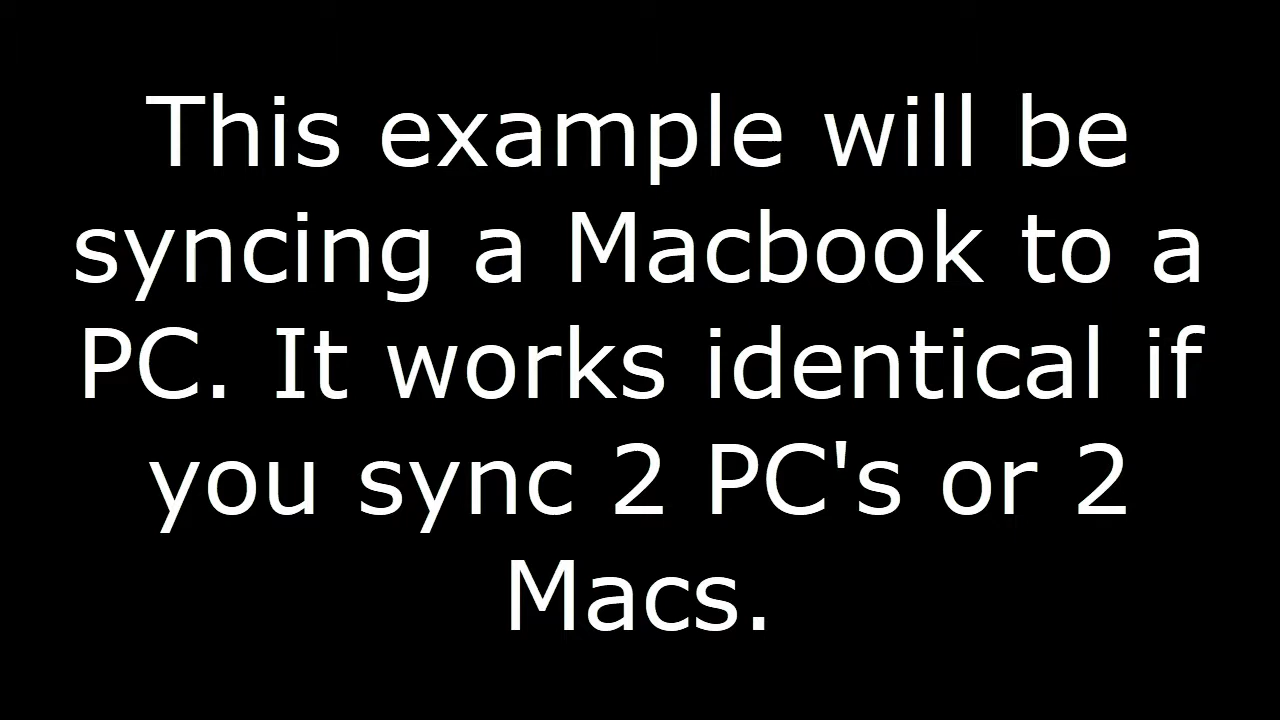 This example will be
syncing a Macbook to a
PC. It works identical if
you sync 2 PC's or 2
Macs.